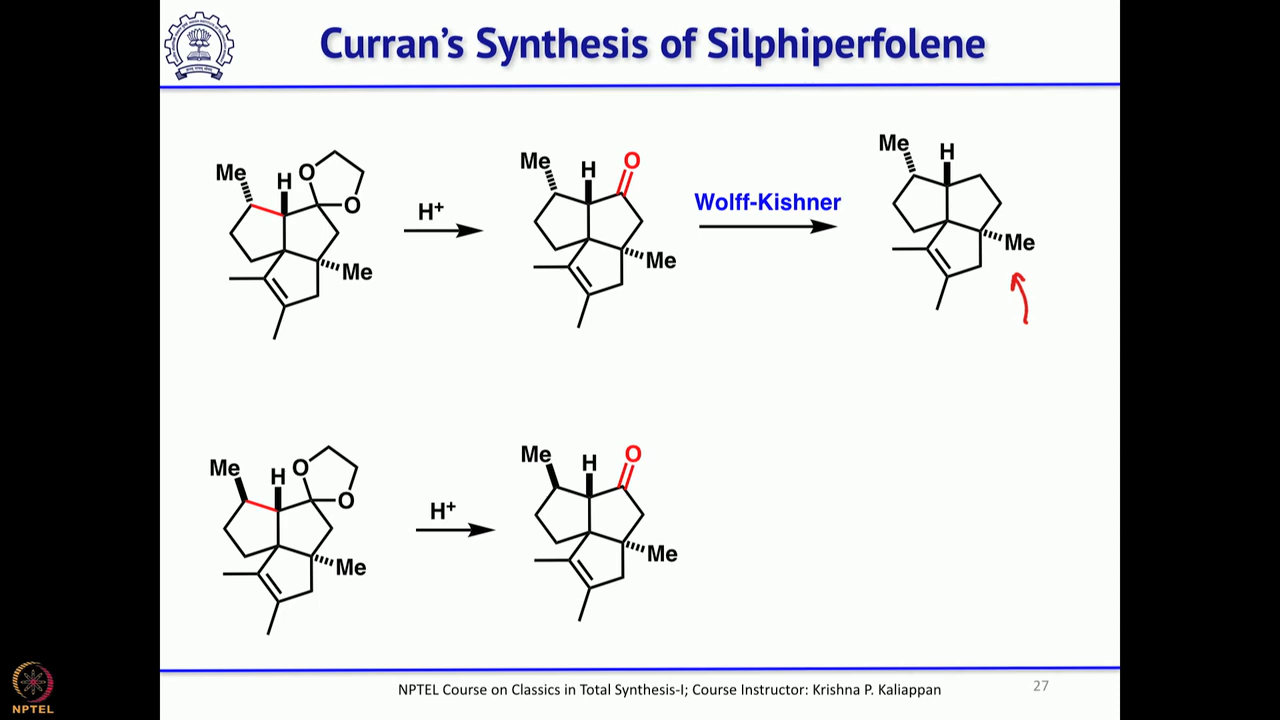 Curran's Synthesis of Silphiperfolene
Me H O O
H+
Me
Me H O
Me
Wolff-Kishner
Me H
Me
Me H O O
H+
Me
Me H O
Me
NPTEL
NPTEL Course on Classics in Total Synthesis-I; Course Instructor: Krishna P. Kaliappan
27